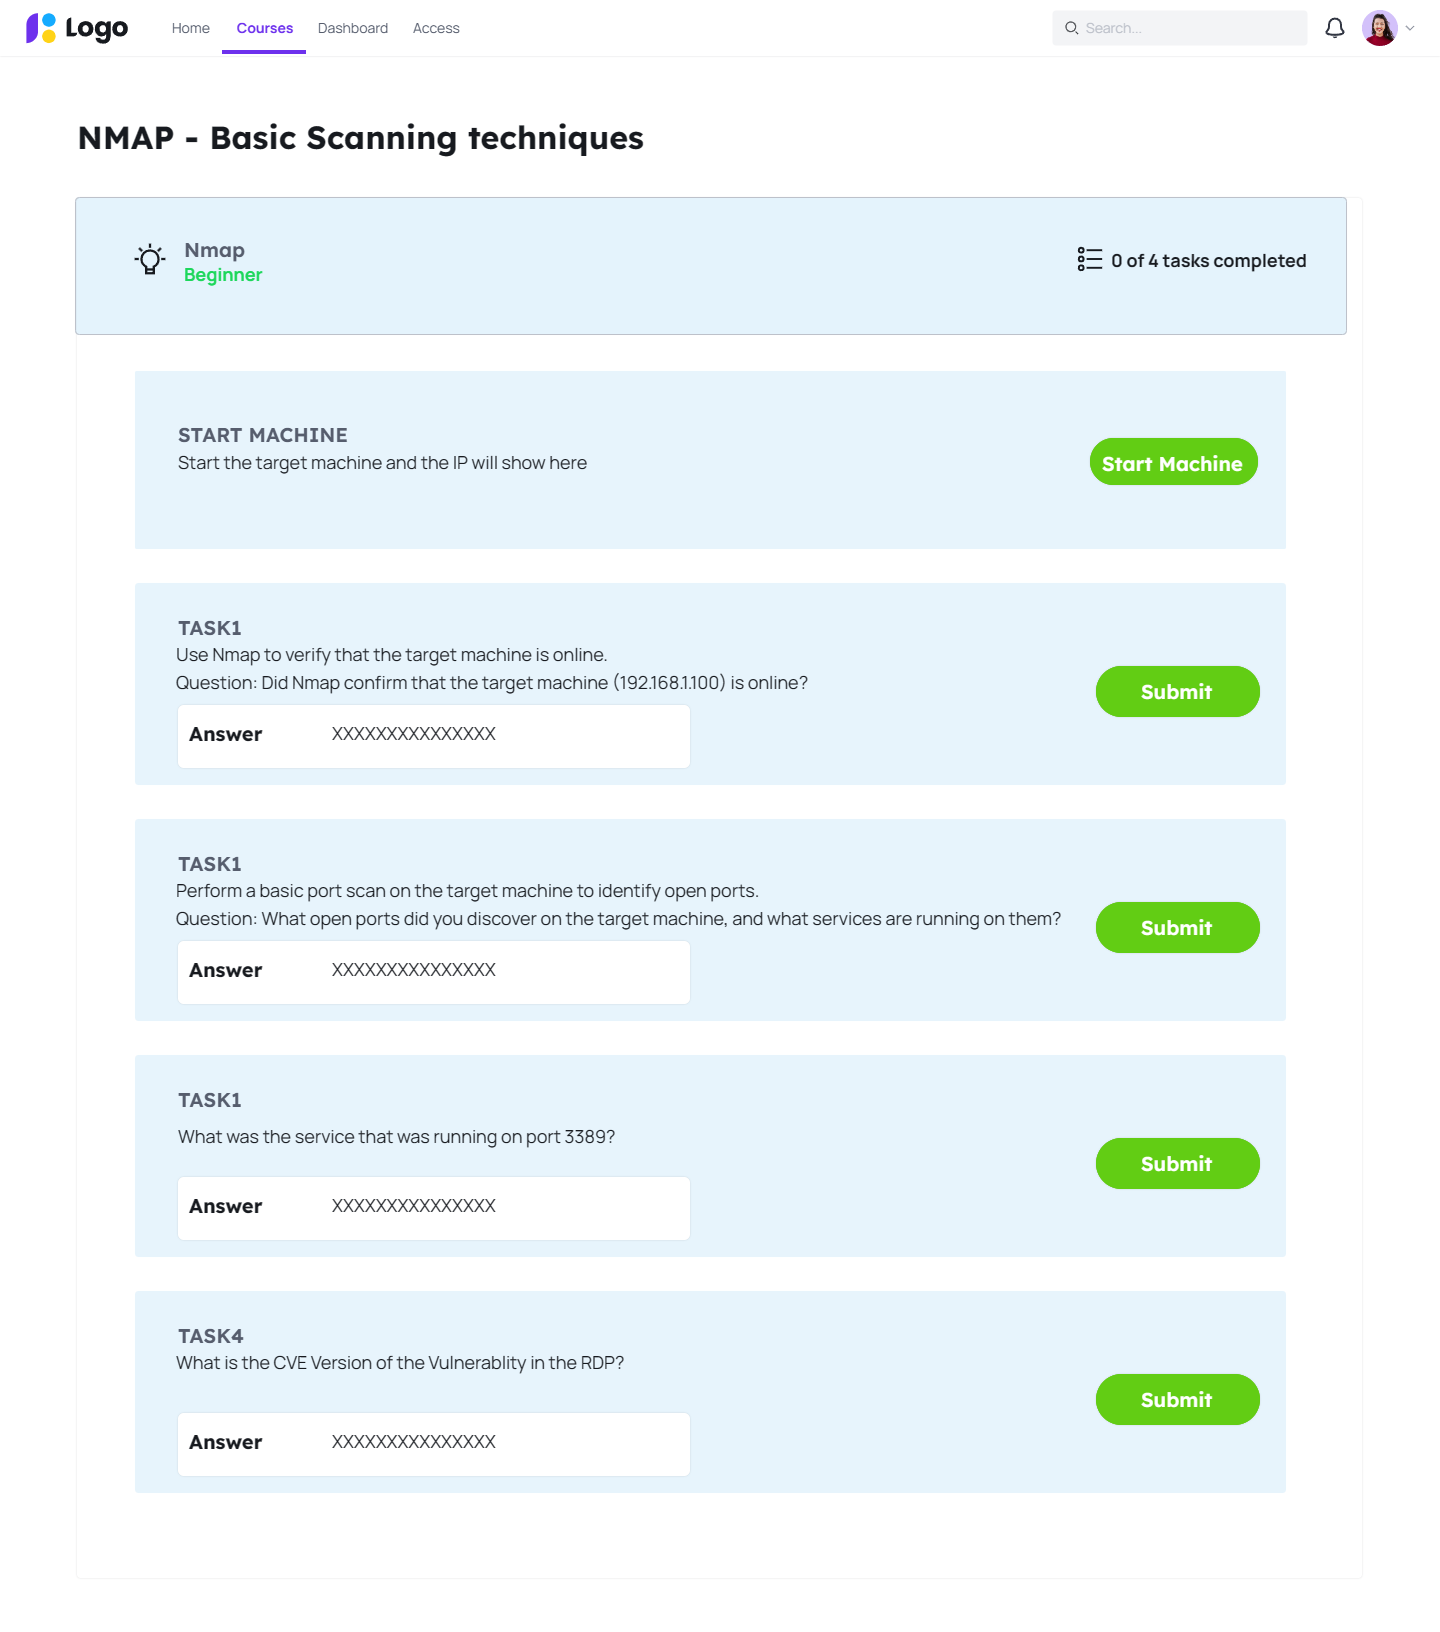 Logo
Home Courses Dashboard Access
Search...
NMAP - Basic Scanning techniques
Nmap
Beginner
0 of 4 tasks completed
START MACHINE
Start the target machine and the IP will show here
Start Machine
TASK1
Use Nmap to verify that the target machine is online.
Question: Did Nmap confirm that the target machine (192.168.1.100) is online?
Answer XXXXXXXXXXXXXXX
Submit
TASK1
Perform a basic port scan on the target machine to identify open ports.
Question: What open ports did you discover on the target machine, and what services are running on them?
Answer XXXXXXXXXXXXXXX
Submit
TASK1
What was the service that was running on port 3389?
Answer XXXXXXXXXXXXXXX
Submit
TASK4
What is the CVE Version of the Vulnerablity in the RDP?
Answer XXXXXXXXXXXXXXX
Submit